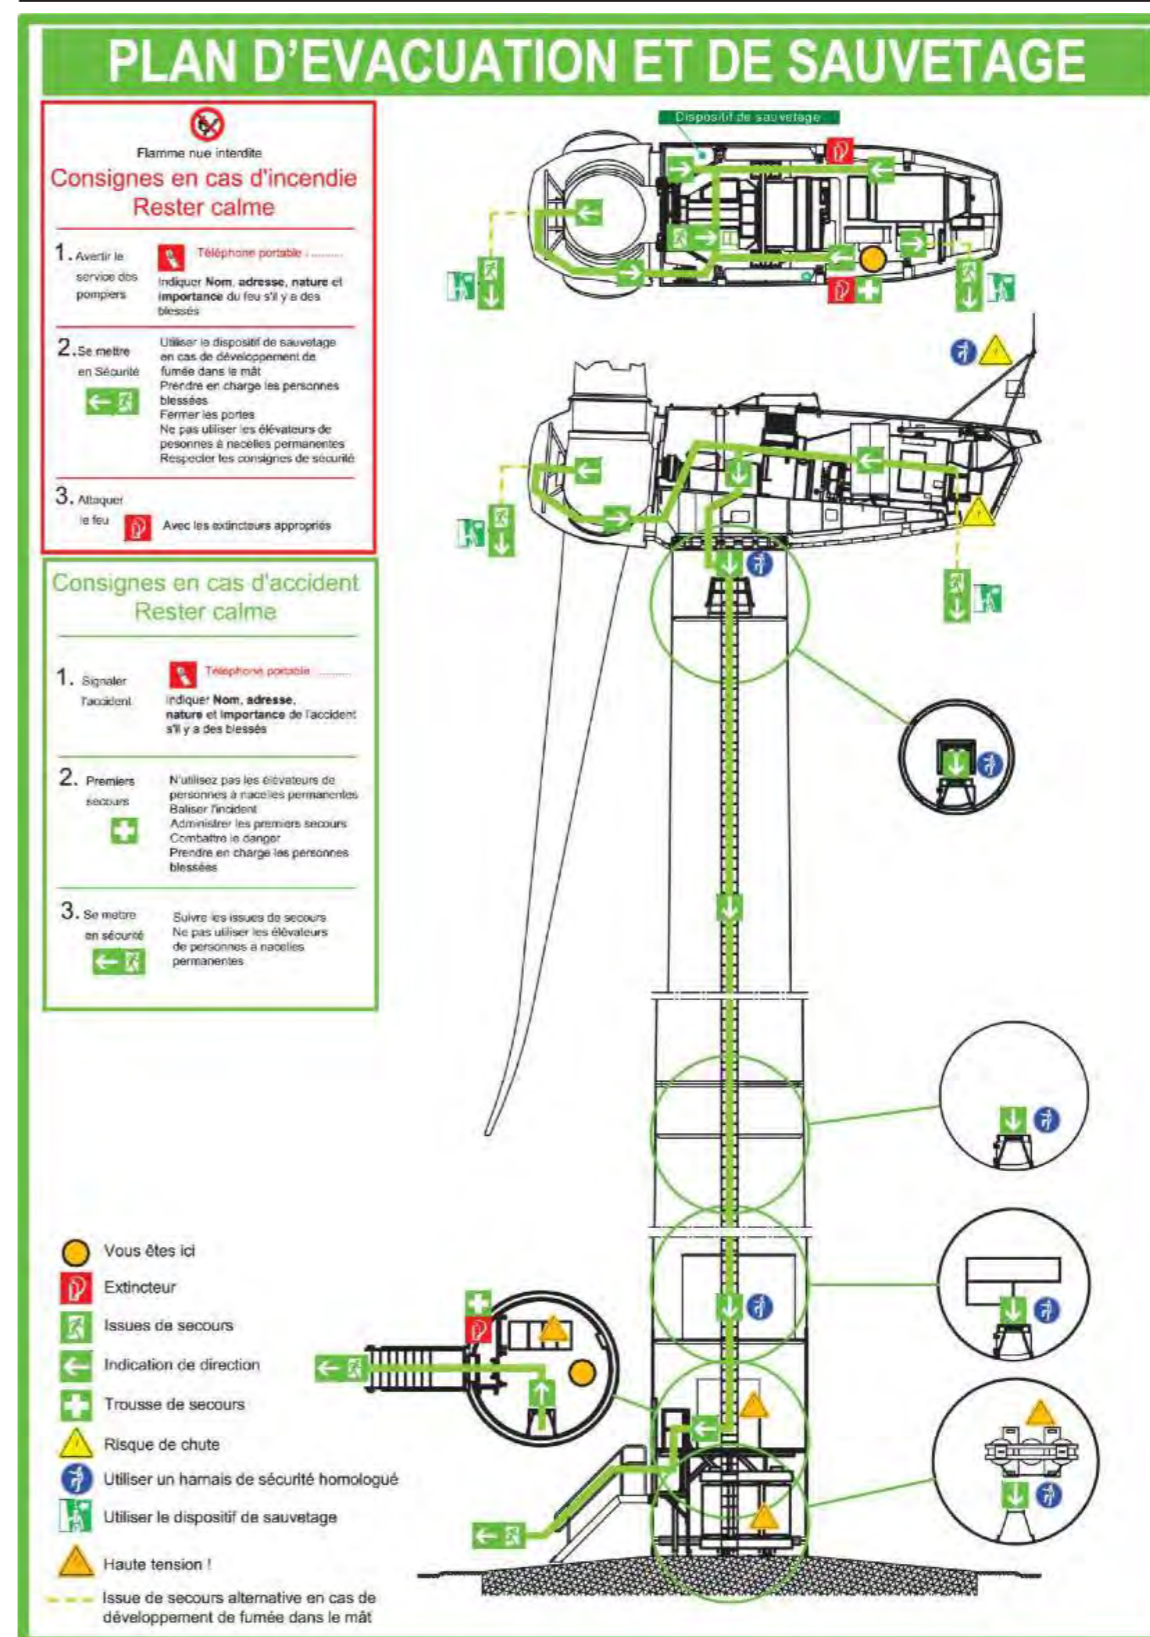 PLAN D'EVACUATION ET DE SAUVETAGE
Flamme nue interdite
Consignes en cas d'incendie
Rester calme
1. Avertir le
service des
pompiers
Téléphone portable : ..........
Indiquer Nom, adresse, nature et
importance du feu s'il y a des
blessés
2. Se mettre
en Sécurité
Utiliser le dispositif de sauvetage
en cas de développement de
fumée dans le mât
Prendre en charge les personnes
blessées
Fermer les portes
Ne pas utiliser les élévateurs de
pesonnes à nacelles permanentes
Respecter les consignes de sécurité
3. Attaquer
le feu
Avec les extincteurs appropriés
Consignes en cas d'accident
Rester calme
1. Signaler
l'accident
Téléphone portable ..........
Indiquer Nom, adresse,
nature et importance de l'accident
s'il y a des blessés
2. Premiers
secours
N'utilisez pas les élévateurs de
personnes à nacelles permanentes
Baliser l'incident
Administrer les premiers secours
Combattre le danger
Prendre en charge les personnes
blessées
3. Se mettre
en sécurité
Suivre les issues de secours
Ne pas utiliser les élévateurs
de personnes à nacelles
permanentes
Dispositif de sauvetage
Vous êtes ici
Extincteur
Issues de secours
Indication de direction
Trousse de secours
Risque de chute
Utiliser un harnais de sécurité homologué
Utiliser le dispositif de sauvetage
Haute tension !
Issue de secours alternative en cas de
développement de fumée dans le mât